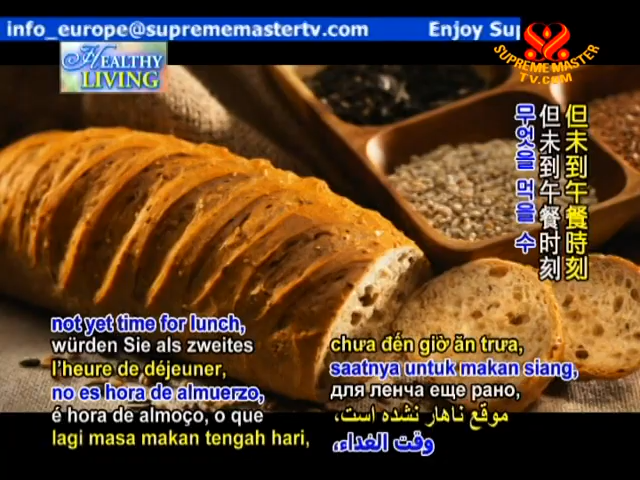 info_europe@suprememastertv.com
Enjoy Sup
SUPREME MASTER
TV.COM
HEALTHY
LIVING
但未到午餐時刻
但未到午餐时刻
무엇을 먹을 수
not yet time for lunch,
würden Sie als zweites
l'heure de déjeuner,
no es hora de almuerzo,
é hora de almoço, o que
lagi masa makan tengah hari,
chưa đến giờ ăn trưa,
saatnya untuk makan siang,
для ленча еще рано,
موقع ناهار نشده است،
وقت الغداء،